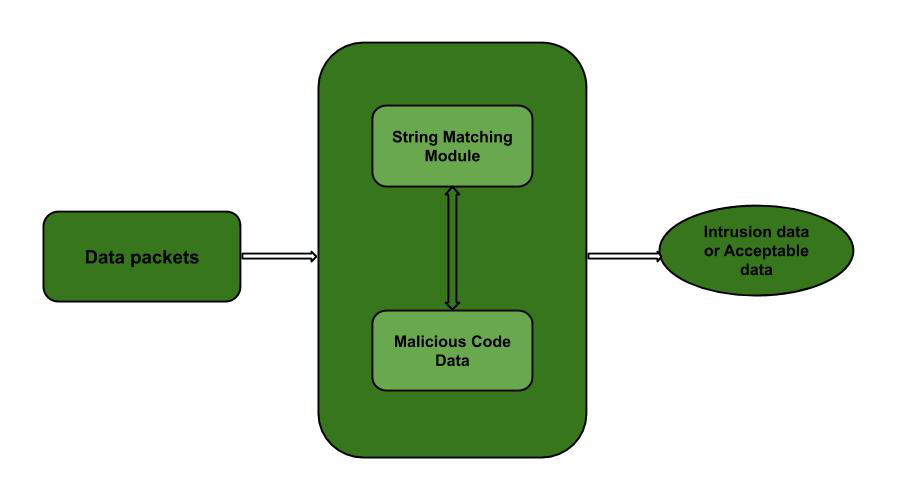 String Matching
Module
Data packets
Intrusion data
or Acceptable
data
Malicious Code
Data